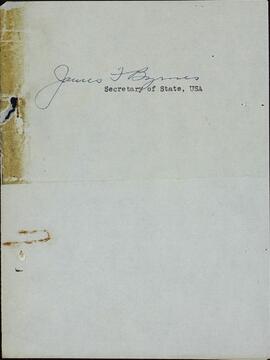 James F Byrnes
Secretary of State, USA